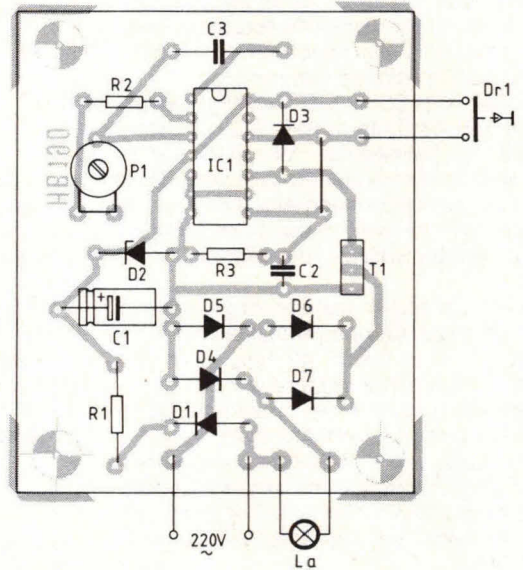 C3
R2
Dr1
D3
P1
IC1
HB190
D2
R3
C2
T1
+
C1
D5
D6
D4
D7
R1
D1
220V
~
La